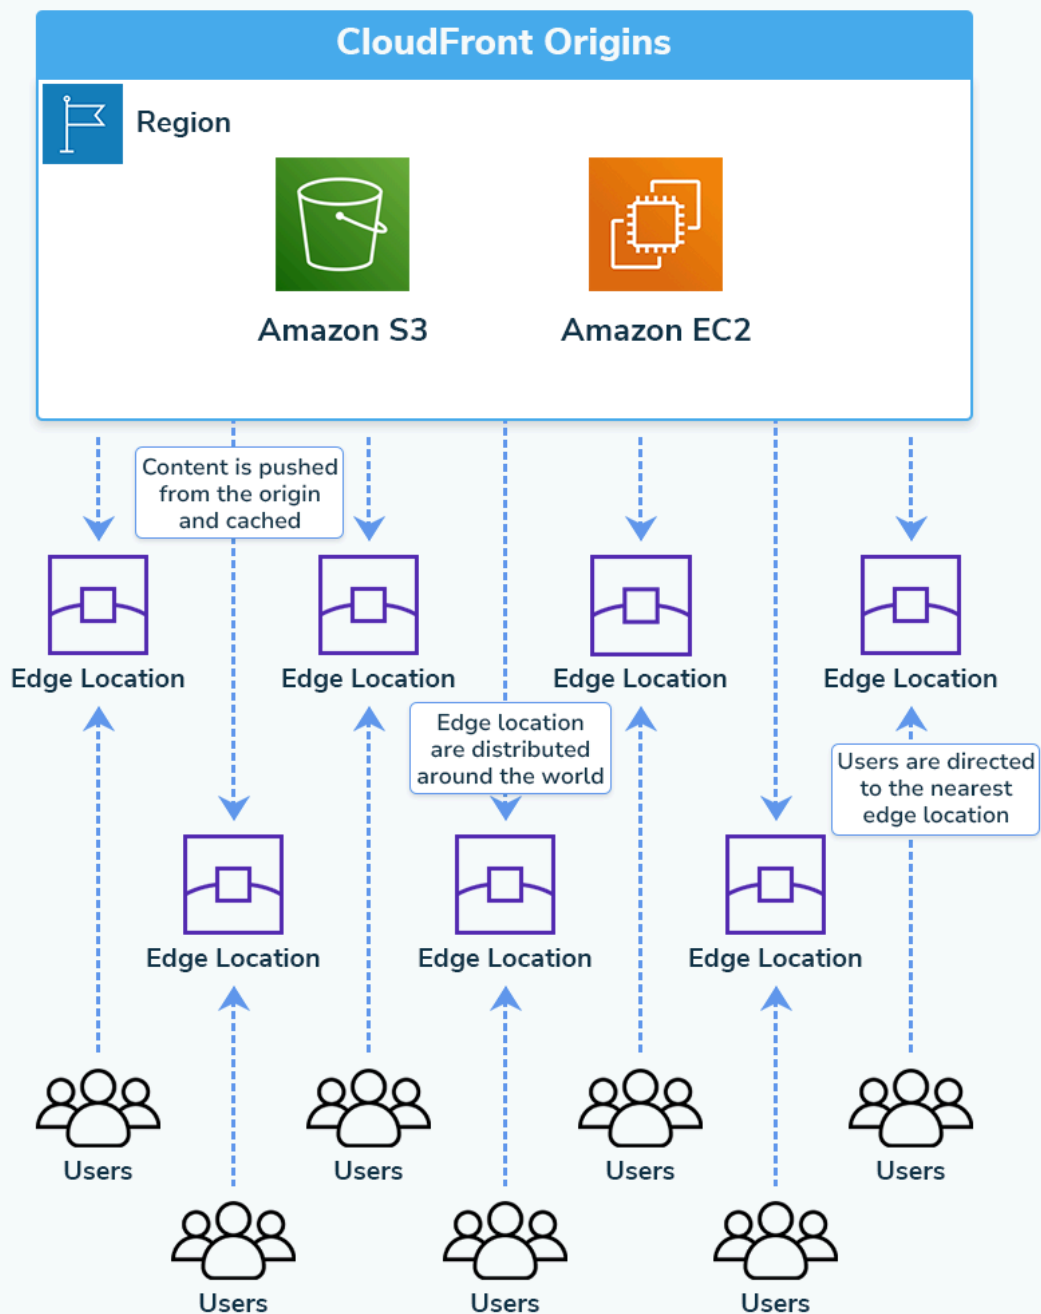 CloudFront Origins
Region
Amazon S3
Amazon EC2
Content is pushed
from the origin
and cached
Edge Location
Edge Location
Edge Location
Edge Location
Edge location
are distributed
around the world
Users are directed
to the nearest
edge location
Edge Location
Edge Location
Edge Location
Users
Users
Users
Users
Users
Users
Users